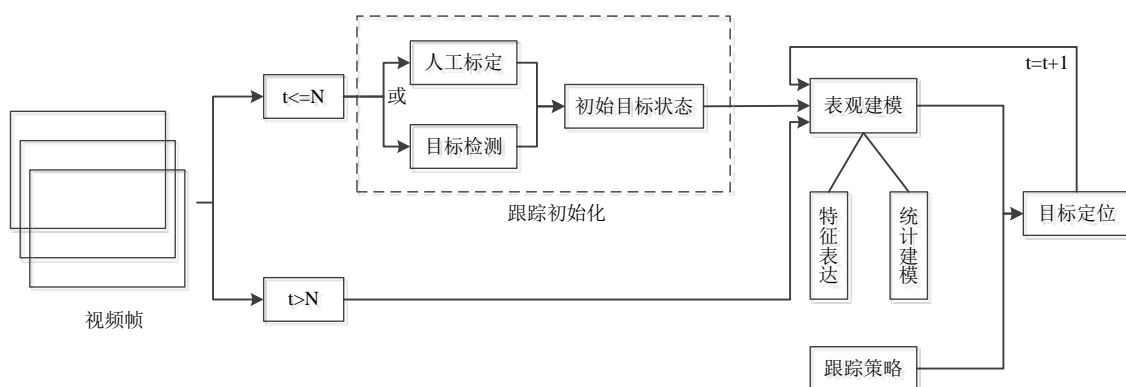 视频帧
t<=N
t>N
或
人工标定
目标检测
初始目标状态
跟踪初始化
表观建模
特征表达
统计建模
跟踪策略
t=t+1
目标定位